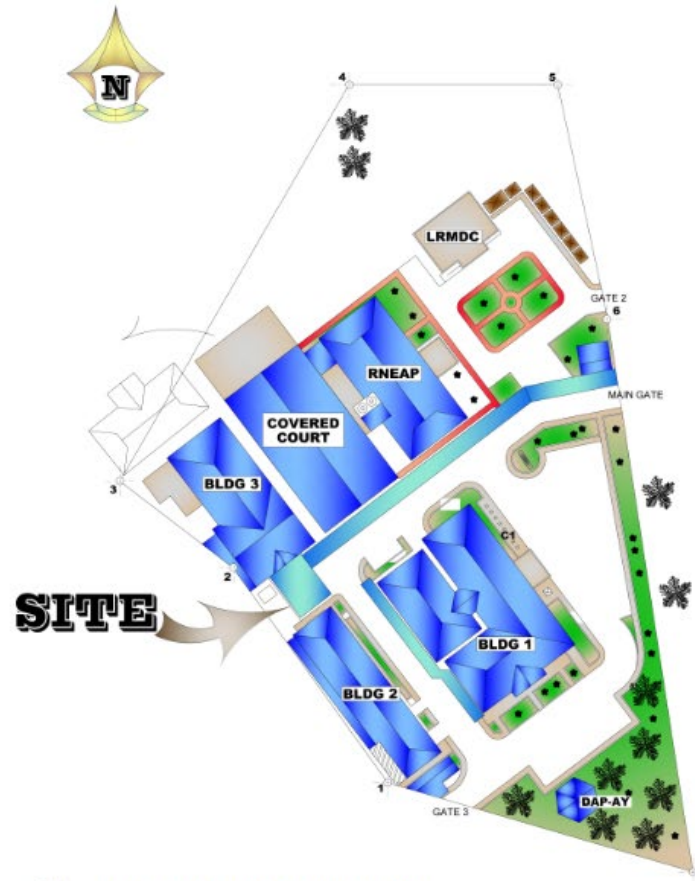 N
4
5
LRMDC
GATE 2
6
RNEAP
MAIN GATE
COVERED
COURT
BLDG 3
3
C1
2
SITE
BLDG 1
BLDG 2
1
DAP-AY
GATE 3